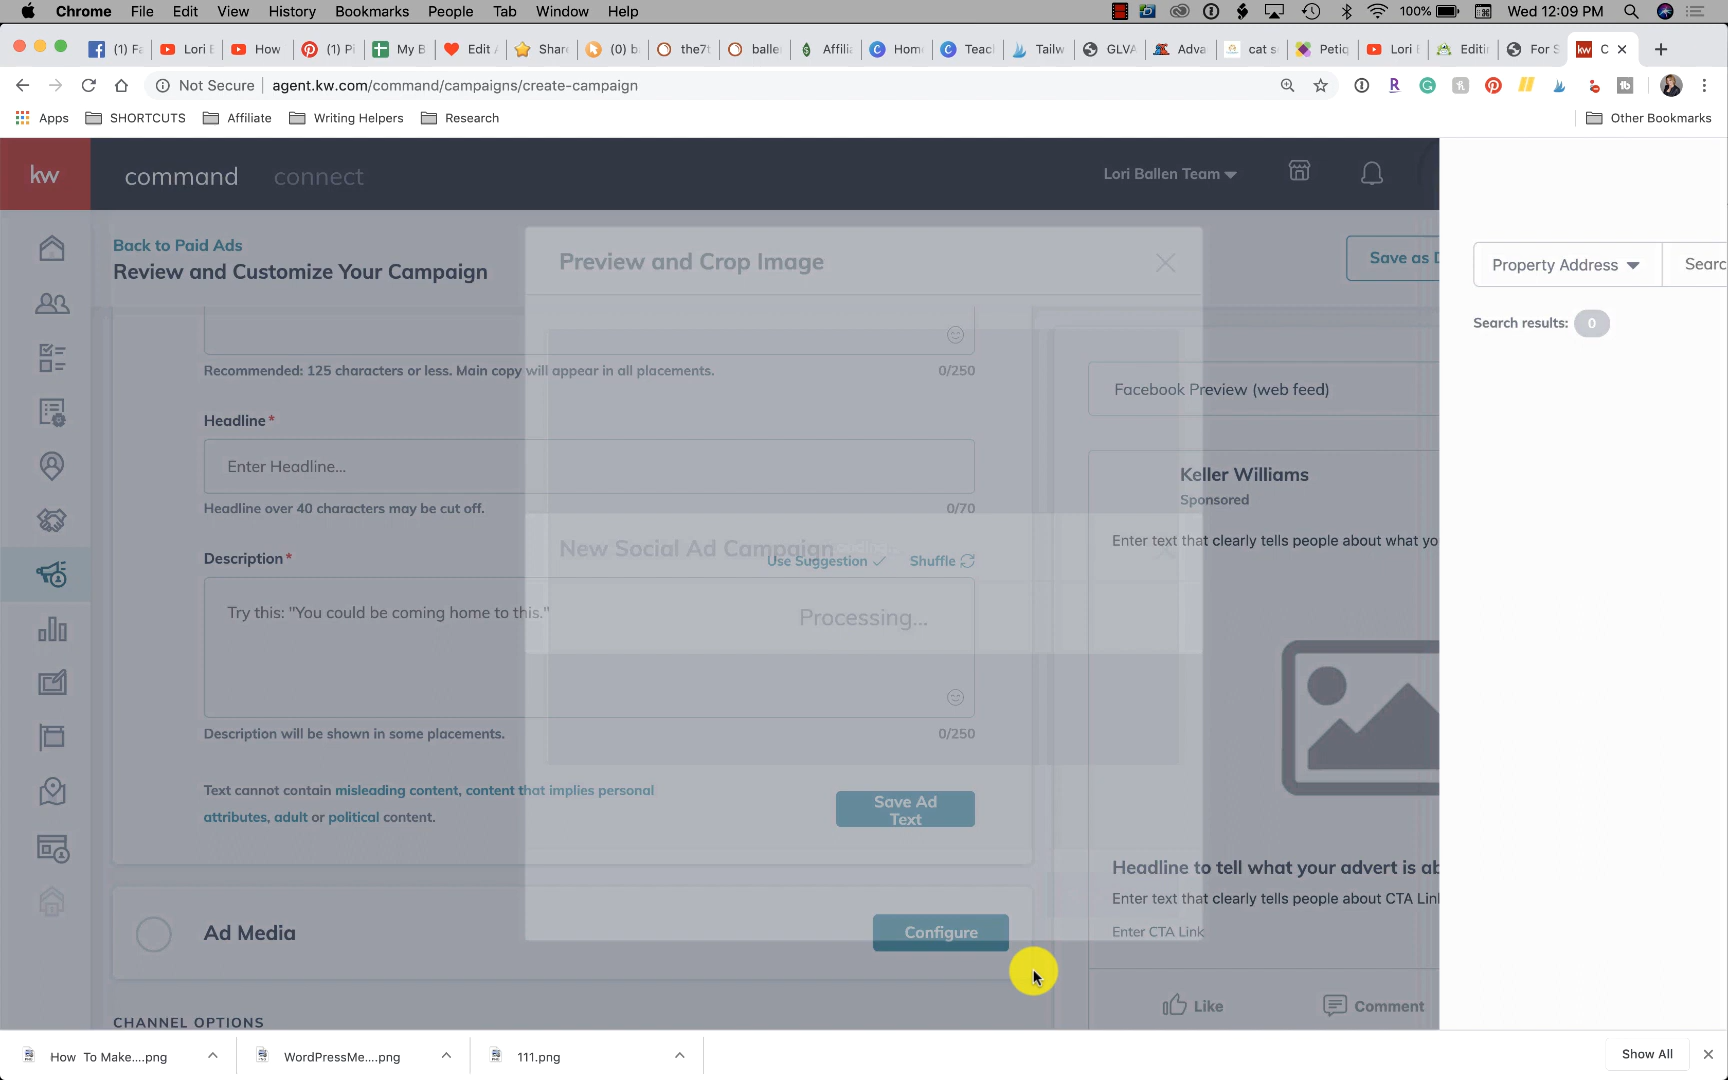 Chrome File Edit View History Bookmarks People Tab Window Help 100% Wed 12:09 PM
(1) Fa Lori B How (1) Pi My B Edit Share (0) b the7t balle Affilia Home Teac Tailw GLVA Adva cat s Petiq Lori Editi For S C
Not Secure agent.kw.com/command/campaigns/create-campaign
Apps SHORTCUTS Affiliate Writing Helpers Research Other Bookmarks
kw command connect Lori Ballen Team
Back to Paid Ads
Review and Customize Your Campaign
Preview and Crop Image
Save as D
Property Address Searc
Search results: 0
Recommended: 125 characters or less. Main copy will appear in all placements. 0/250
Facebook Preview (web feed)
Headline*
Enter Headline...
Headline over 40 characters may be cut off. 0/70
Keller Williams
Sponsored
Enter text that clearly tells people about what yo
New Social Ad Campaign
Description*
Use Suggestion Shuffle
Try this: "You could be coming home to this."
Processing...
Description will be shown in some placements. 0/250
Text cannot contain misleading content, content that implies personal
attributes, adult or political content.
Save Ad
Text
Headline to tell what your advert is ab
Enter text that clearly tells people about CTA Link
Enter CTA Link
Ad Media Configure
Like Comment
CHANNEL OPTIONS
How To Make....png WordPressMe....png 111.png Show All